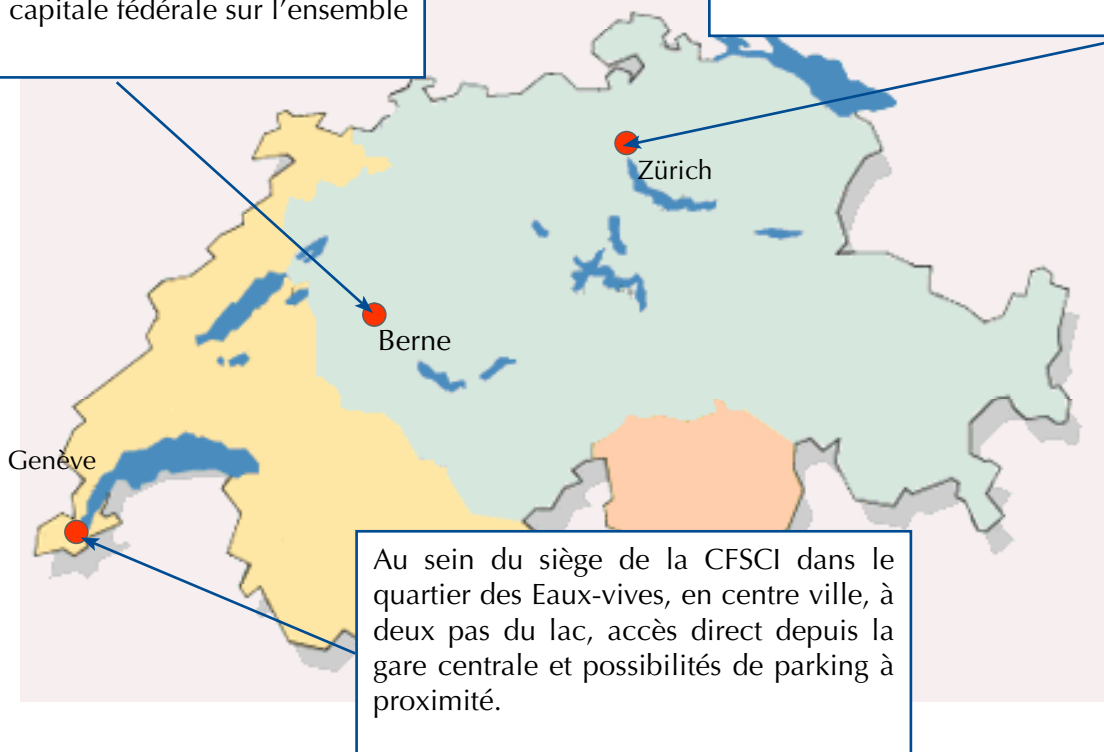 capitale fédérale sur l'ensemble
Zürich
Berne
Genève
Au sein du siège de la CFSCI dans le
quartier des Eaux-vives, en centre ville, à
deux pas du lac, accès direct depuis la
gare centrale et possibilités de parking à
proximité.